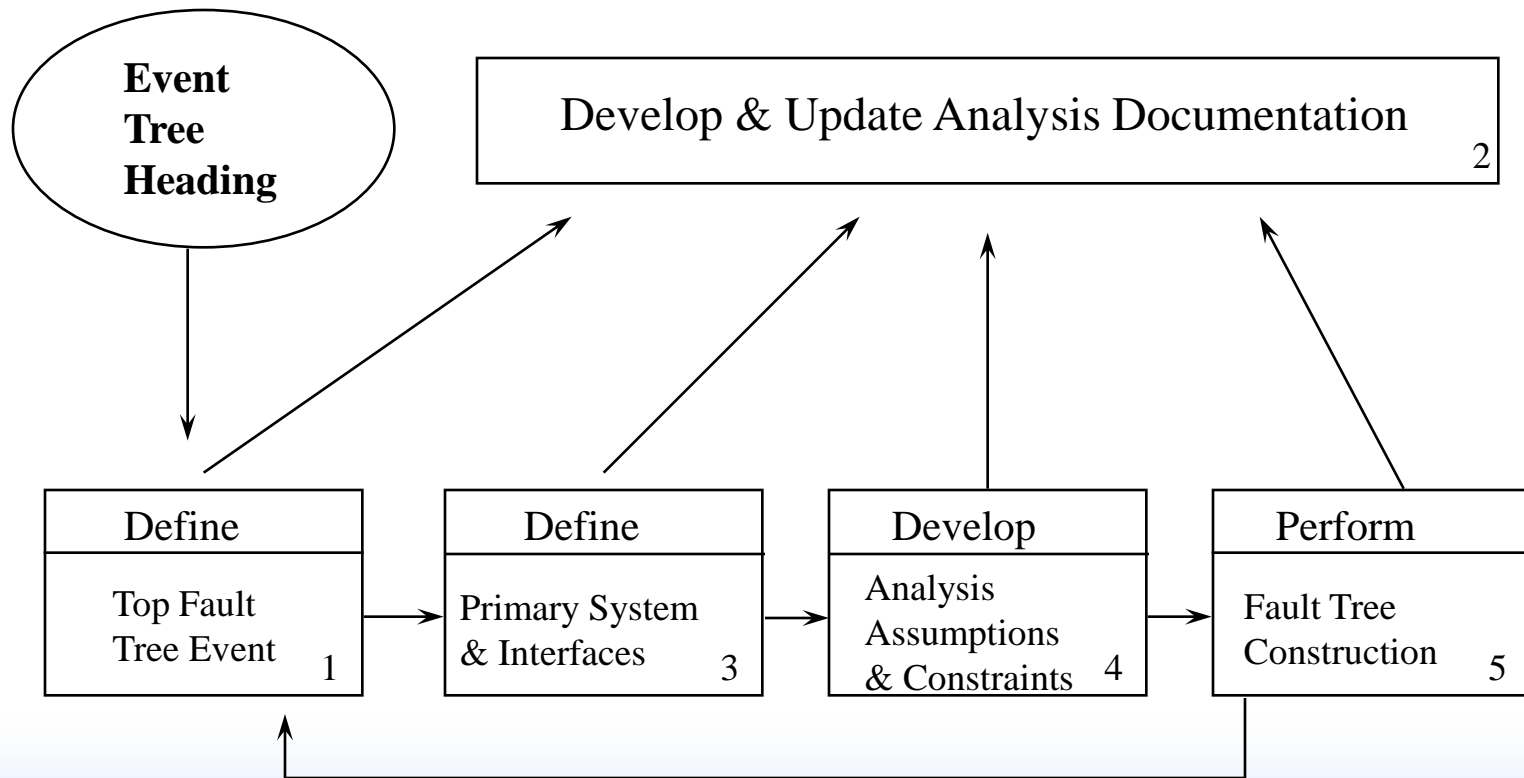 Event
Tree
Heading
Develop & Update Analysis Documentation
2
Define
Top Fault
Tree Event
1
Define
Primary System
& Interfaces
3
Develop
Analysis
Assumptions
& Constraints
4
Perform
Fault Tree
Construction
5